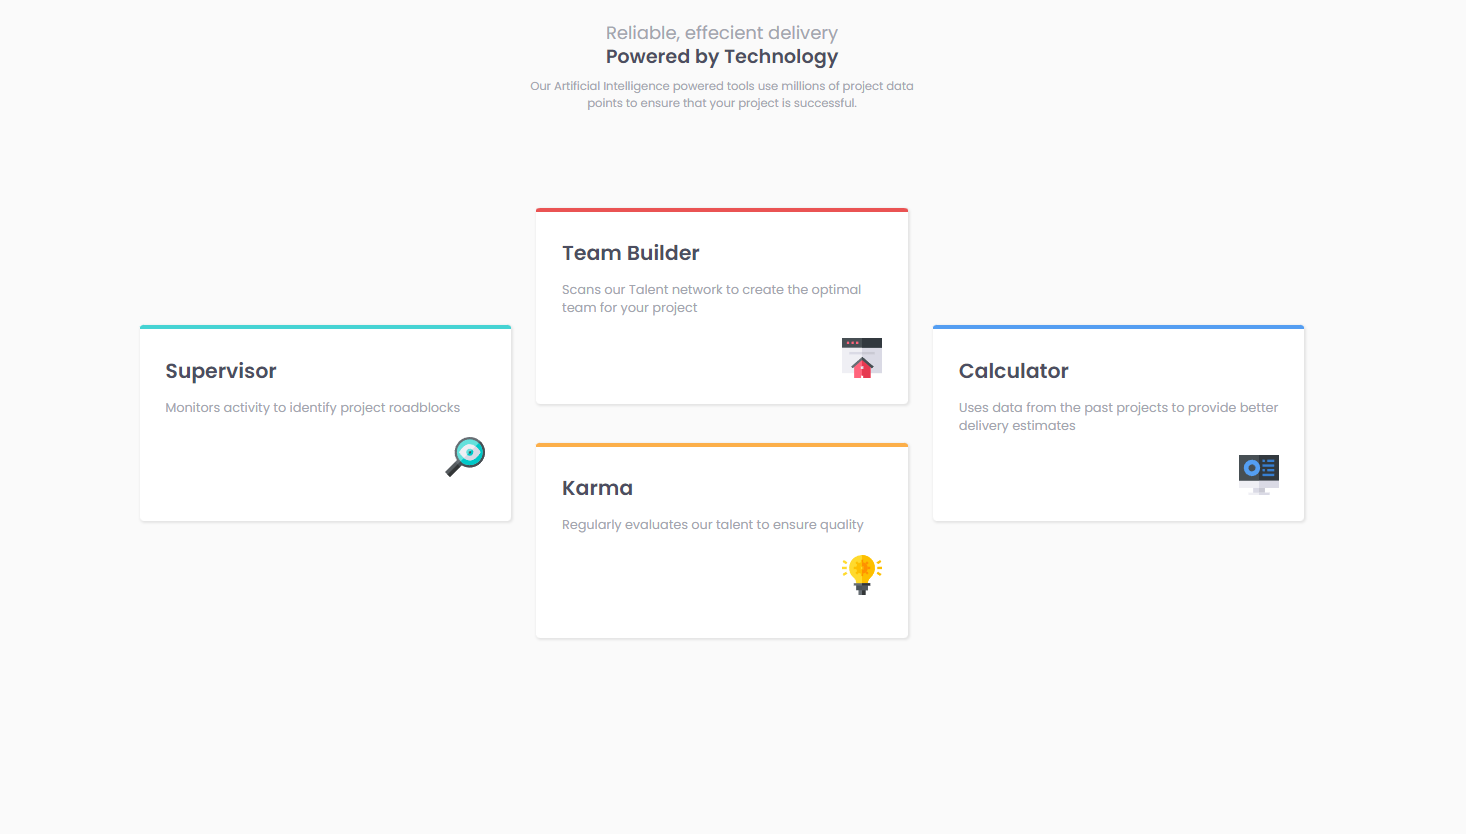 Reliable, effecient delivery
Powered by Technology
Our Artificial Intelligence powered tools use millions of project data
points to ensure that your project is successful.
Team Builder
Scans our Talent network to create the optimal
team for your project
Supervisor
Monitors activity to identify project roadblocks
Calculator
Uses data from the past projects to provide better
delivery estimates
Karma
Regularly evaluates our talent to ensure quality